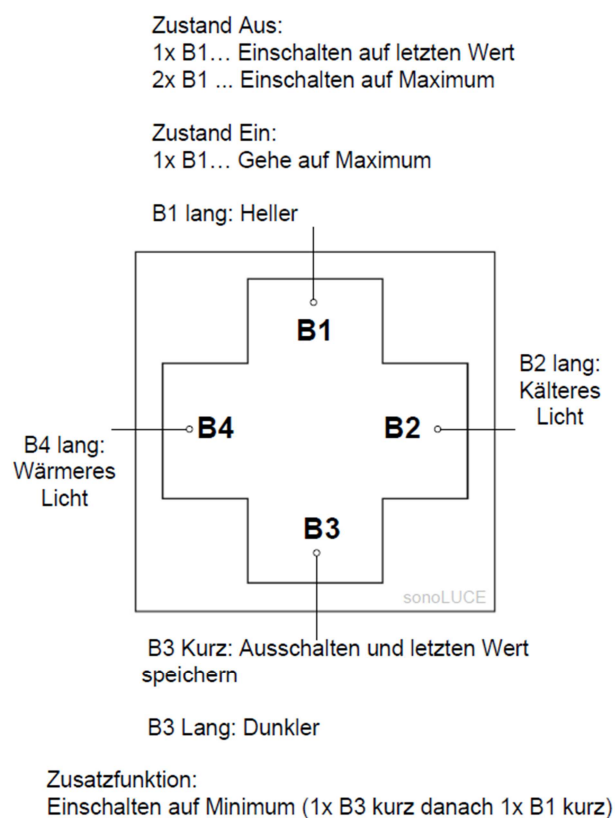 Zustand Aus:
1x B1… Einschalten auf letzten Wert
2x B1 ... Einschalten auf Maximum
Zustand Ein:
1x B1… Gehe auf Maximum
B1 lang: Heller
B1
B2 lang:
Kälteres
Licht
B4
B2
B4 lang:
Wärmeres
Licht
B3
sonoLUCE
B3 Kurz: Ausschalten und letzten Wert
speichern
B3 Lang: Dunkler
Zusatzfunktion:
Einschalten auf Minimum (1x B3 kurz danach 1x B1 kurz)